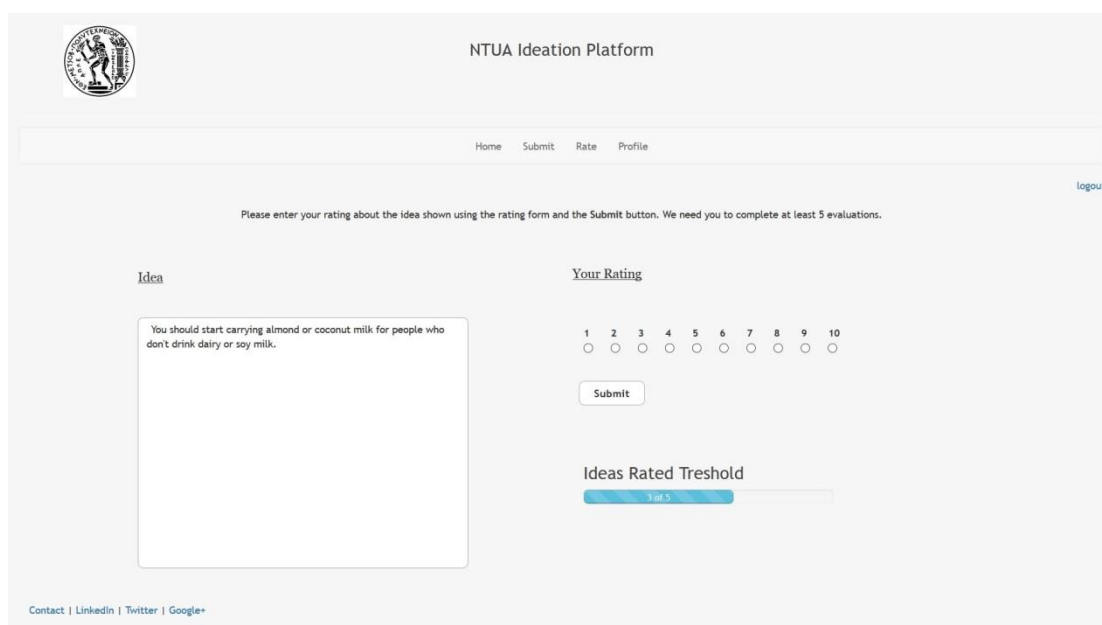 NTUA Ideation Platform
Home Submit Rate Profile
logou
Please enter your rating about the idea shown using the rating form and the Submit button. We need you to complete at least 5 evaluations.
Idea
You should start carrying almond or coconut milk for people who
don't drink dairy or soy milk.
Your Rating
1 2 3 4 5 6 7 8 9 10
Submit
Ideas Rated Treshold
3 of 5
Contact | LinkedIn | Twitter | Google+